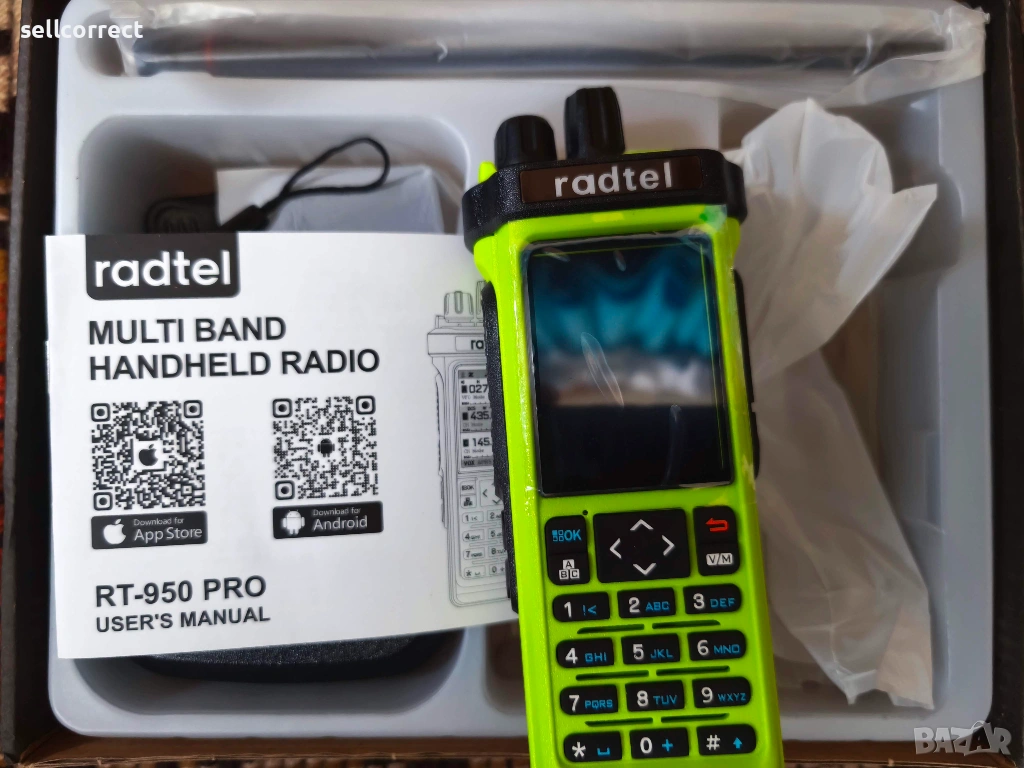 sellcorrect
radtel
radtel
MULTI BAND
HANDHELD RADIO
Download for
App Store
Download for
Android
RT-950 PRO
USER'S MANUAL
OK
ABC
V/M
1 !<
2 ABC
3 DEF
4 GHI
5 JKL
6 MNO
7 PQRS
8 TUV
9 WXYZ
* ␣
0 +
#
BAZAR